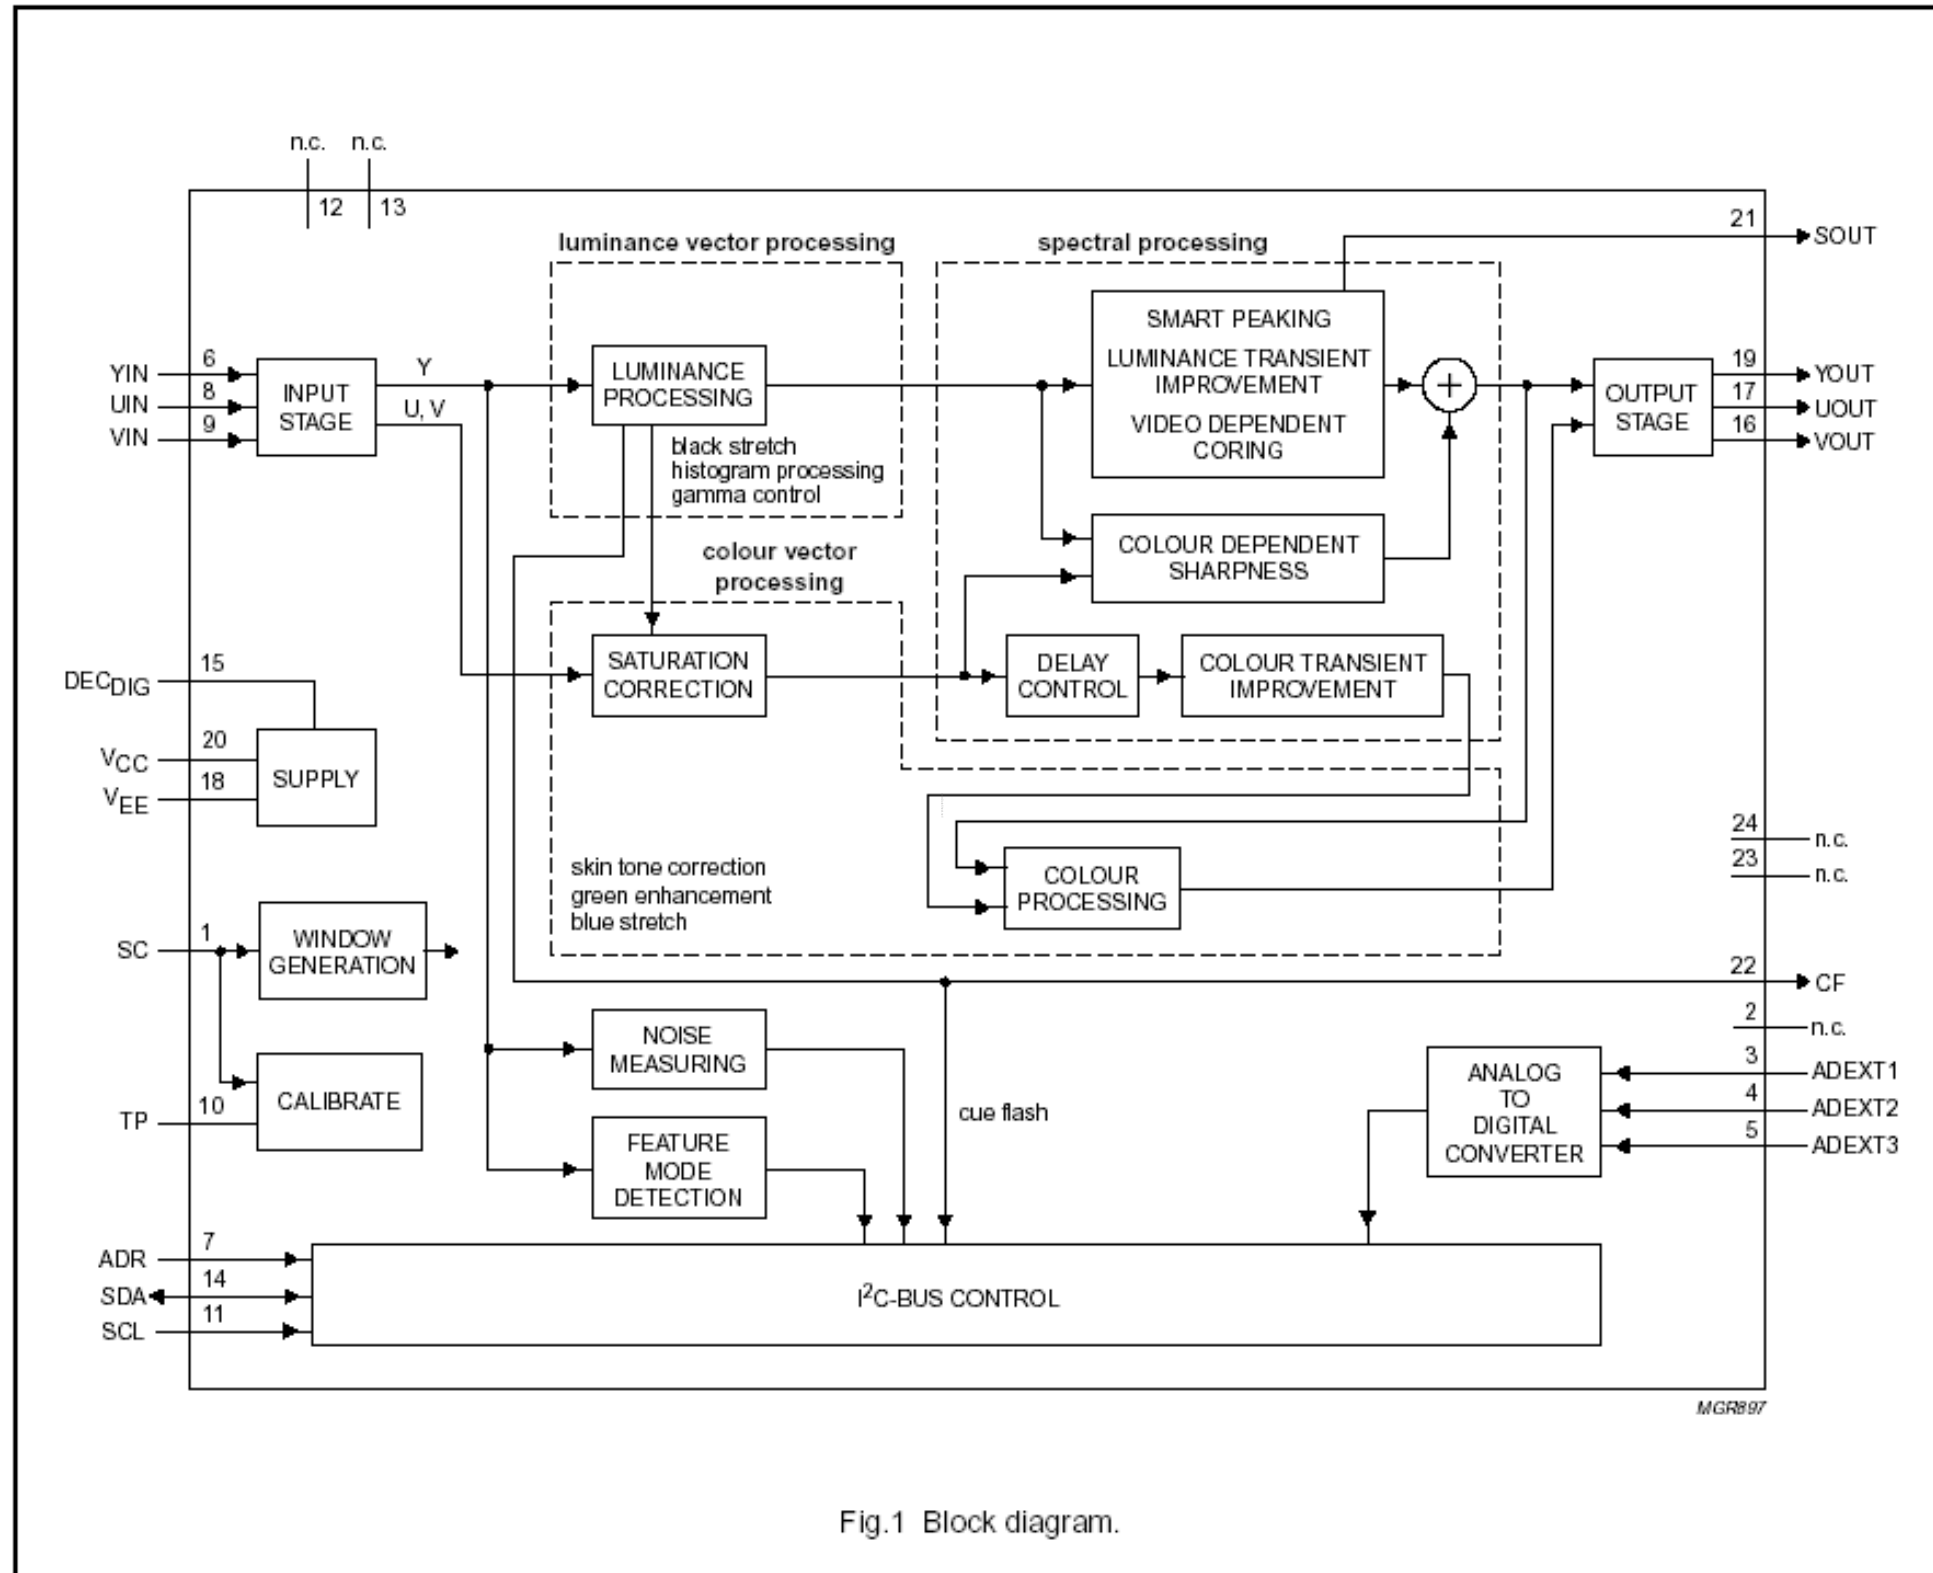 n.c. n.c.
12 13
luminance vector processing
spectral processing
21
SOUT
YIN 6
UIN 8
VIN 9
INPUT
STAGE
Y
U, V
LUMINANCE
PROCESSING
black stretch
histogram processing
gamma control
SMART PEAKING
LUMINANCE TRANSIENT
IMPROVEMENT
VIDEO DEPENDENT
CORING
+
OUTPUT
STAGE
19 YOUT
17 UOUT
16 VOUT
colour vector
processing
COLOUR DEPENDENT
SHARPNESS
SATURATION
CORRECTION
DELAY
CONTROL
COLOUR TRANSIENT
IMPROVEMENT
DECDIG 15
VCC 20
VEE 18
SUPPLY
skin tone correction
green enhancement
blue stretch
COLOUR
PROCESSING
24 n.c.
23 n.c.
SC 1
WINDOW
GENERATION
22 CF
2 n.c.
NOISE
MEASURING
CALIBRATE
TP 10
cue flash
FEATURE
MODE
DETECTION
ANALOG
TO
DIGITAL
CONVERTER
3 ADEXT1
4 ADEXT2
5 ADEXT3
ADR 7
SDA 14
SCL 11
I2C-BUS CONTROL
MGR897
Fig.1 Block diagram.